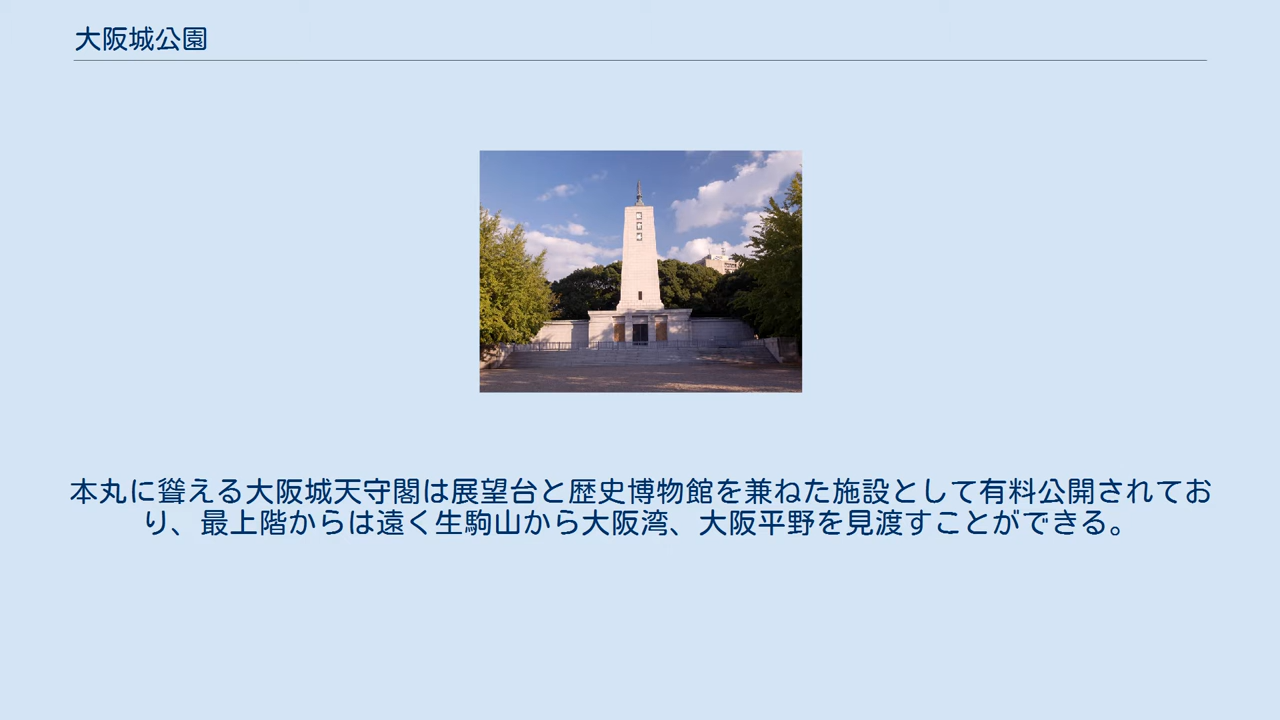 大阪城公園
本丸に聳える大阪城天守閣は展望台と歴史博物館を兼ねた施設として有料公開されてお
り、最上階からは遠く生駒山から大阪湾、大阪平野を見渡すことができる。